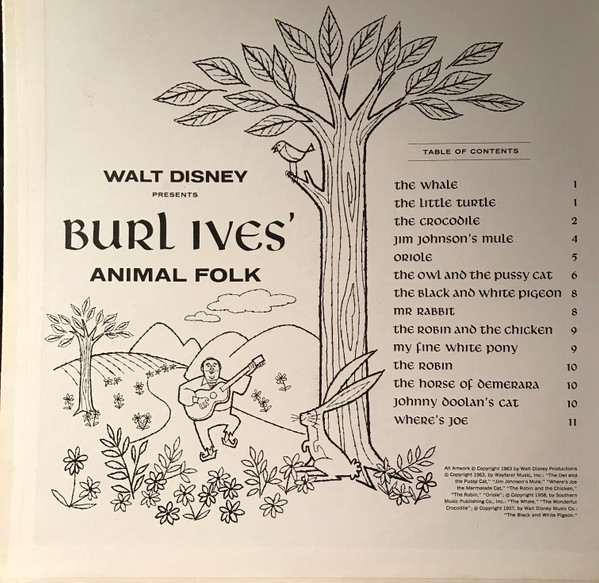 WALT DISNEY
PRESENTS
BURL IVES'
ANIMAL FOLK
TABLE OF CONTENTS
the whale 1
the little turtle 1
the crocodile 2
jim johnson's mule 4
oriole 5
the owl and the pussy cat 6
the black and white pigeon 8
mr rabbit 8
the robin and the chicken 9
my fine white pony 9
the robin 10
the horse of demerara 10
johnny doolan's cat 10
where's joe 11
All Artwork © Copyright 1963 by Walt Disney Productions
© Copyright 1963, by Wayfarer Music, Inc.: "The Owl and
the Pussy Cat," "Jim Johnson's Mule," "Where's Joe
the Marmalade Cat," "The Robin and the Chicken,"
"The Robin," "Oriole"; © Copyright 1958, by Southern
Music Publishing Co., Inc.: "The Whale," "The Wonderful
Crocodile"; © Copyright 1957, by Walt Disney Music Co.:
"The Black and White Pigeon."